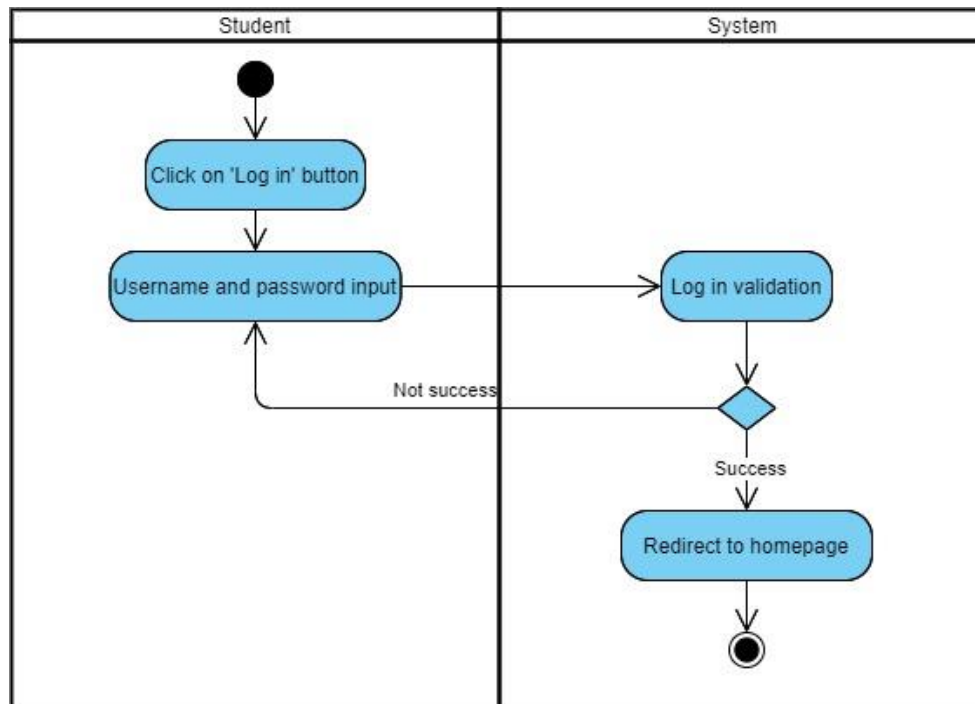 Student
System
Click on 'Log in' button
Username and password input
Log in validation
Not success
Success
Redirect to homepage